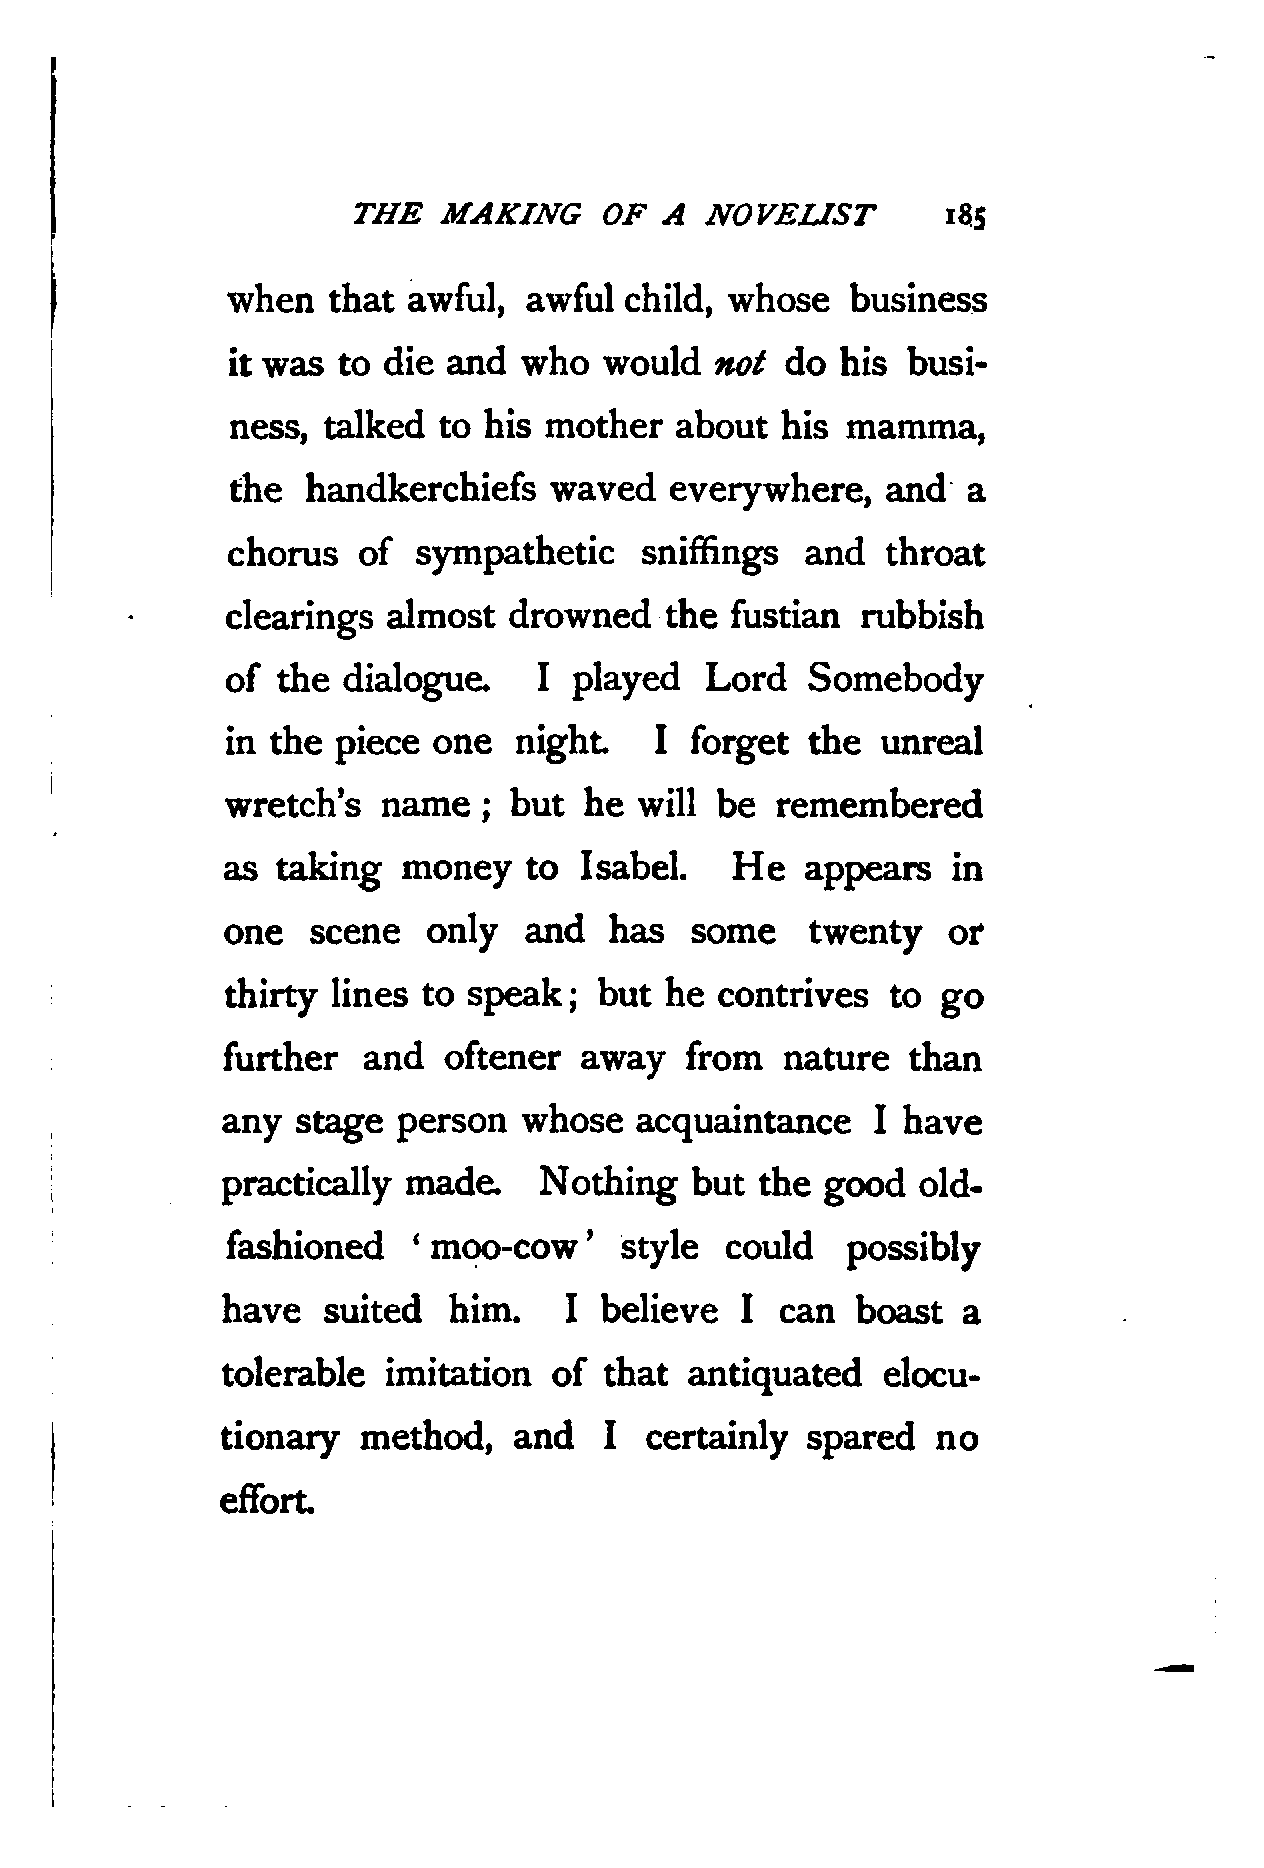 THE MAKING OF A NOVELIST 185
when that awful, awful child, whose business
it was to die and who would not do his busi-
ness, talked to his mother about his mamma,
the handkerchiefs waved everywhere, and a
chorus of sympathetic sniffings and throat
clearings almost drowned the fustian rubbish
of the dialogue. I played Lord Somebody
in the piece one night. I forget the unreal
wretch's name ; but he will be remembered
as taking money to Isabel. He appears in
one scene only and has some twenty or
thirty lines to speak ; but he contrives to go
further and oftener away from nature than
any stage person whose acquaintance I have
practically made. Nothing but the good old-
fashioned ‘ moo-cow ’ style could possibly
have suited him. I believe I can boast a
tolerable imitation of that antiquated elocu-
tionary method, and I certainly spared no
effort.